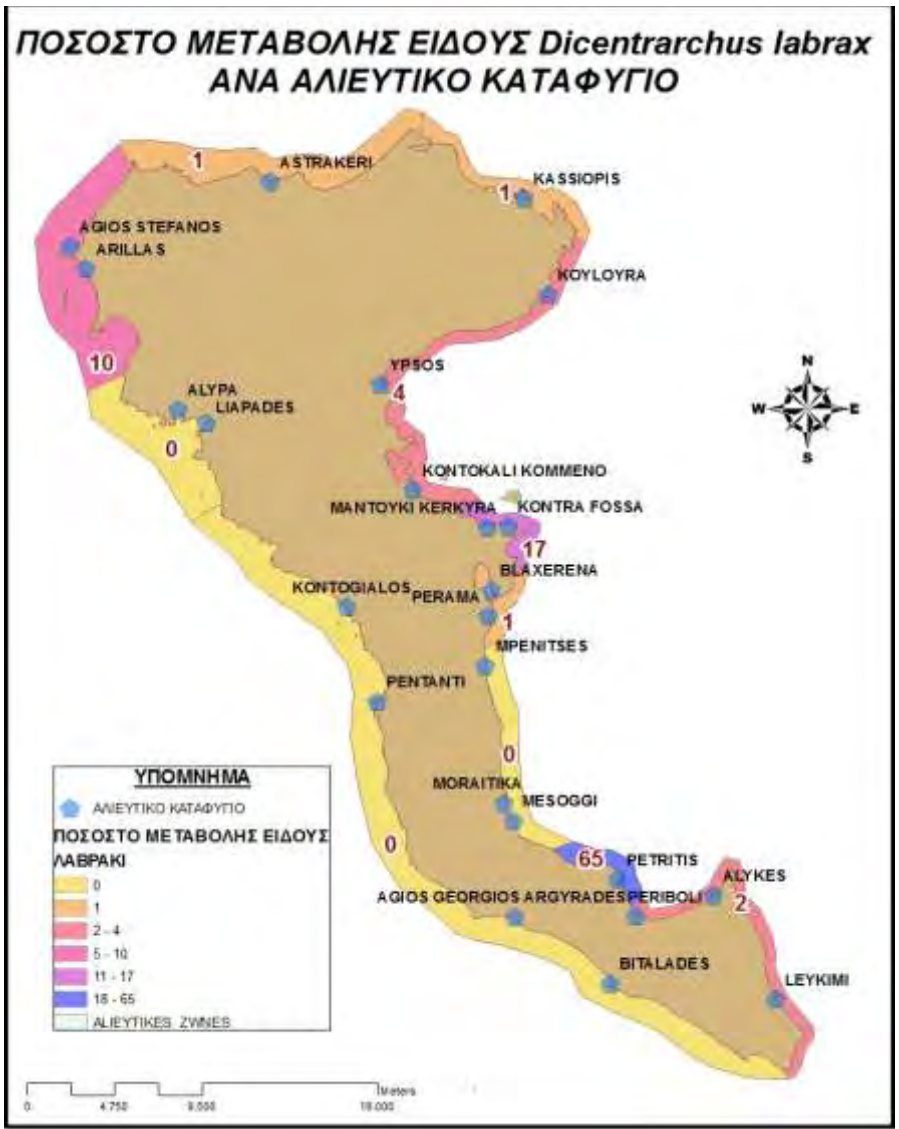 ΠΟΣΟΣΤΟ ΜΕΤΑΒΟΛΗΣ ΕΙΔΟΥΣ Dicentrarchus labrax
ΑΝΑ ΑΛΙΕΥΤΙΚΟ ΚΑΤΑΦΥΓΙΟ
1
ASTRAKERI
KASSIOPIS
1
AGIOS STEFANOS
ARILLAS
KOYLOYRA
10
YPSOS
4
ALYPA
LIAPADES
0
N
W
E
S
KONTOKALI KOMMENO
MANTOYKI KERKYRA
KONTRA FOSSA
17
BLAXERENA
KONTOGIALOS
PERAMA
1
MPENITSES
PENTANTI
0
MORAITIKA
MESOGGI
0
65
PETRITIS
ALYKES
AGIOS GEORGIOS ARGYRADES
PERIBOLI
2
BITALADES
LEYKIMI
ΥΠΟΜΝΗΜΑ
ΑΛΙΕΥΤΙΚΟ ΚΑΤΑΦΥΓΙΟ
ΠΟΣΟΣΤΟ ΜΕΤΑΒΟΛΗΣ ΕΙΔΟΥΣ
ΛΑΒΡΑΚΙ
0
1
2 - 4
5 - 10
11 - 17
18 - 65
ALIEYTIKES ZWNES
Meters
0
4.750
18.000